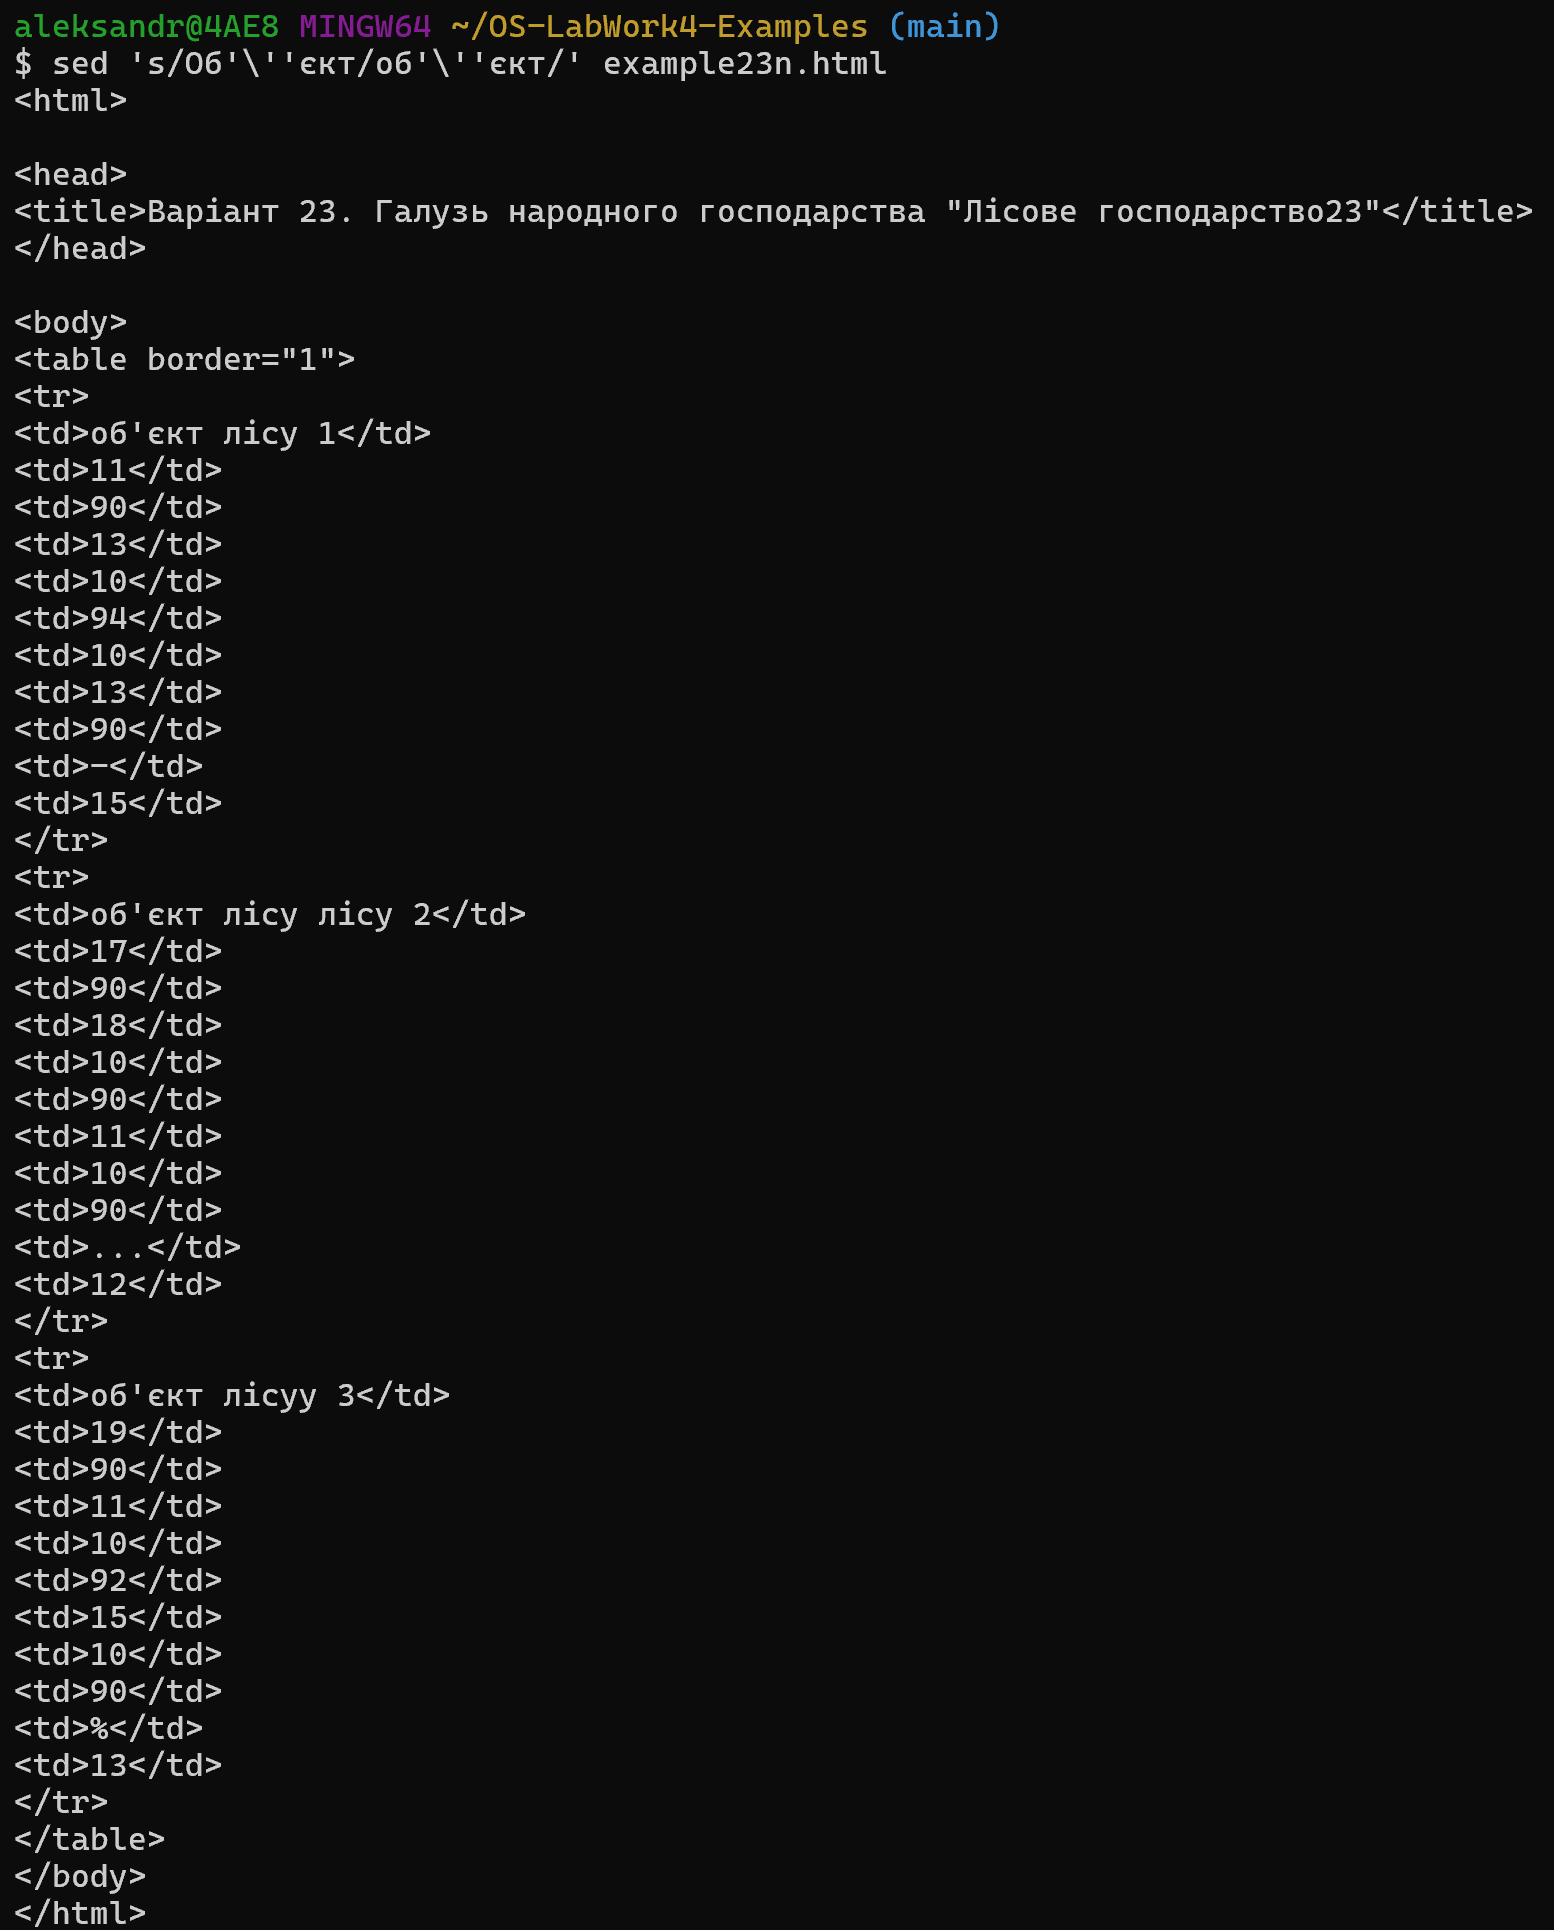 aleksandr@4AE8 MINGW64 ~/OS-LabWork4-Examples (main)
$ sed 's/Об'\''єкт/об'\''єкт/' example23n.html
<html>

<head>
<title>Варіант 23. Галузь народного господарства "Лісове господарство23"</title>
</head>

<body>
<table border="1">
<tr>
<td>об'єкт лісу 1</td>
<td>11</td>
<td>90</td>
<td>13</td>
<td>10</td>
<td>94</td>
<td>10</td>
<td>13</td>
<td>90</td>
<td>-</td>
<td>15</td>
</tr>
<tr>
<td>об'єкт лісу лісу 2</td>
<td>17</td>
<td>90</td>
<td>18</td>
<td>10</td>
<td>90</td>
<td>11</td>
<td>10</td>
<td>90</td>
<td>...</td>
<td>12</td>
</tr>
<tr>
<td>об'єкт лісуу 3</td>
<td>19</td>
<td>90</td>
<td>11</td>
<td>10</td>
<td>92</td>
<td>15</td>
<td>10</td>
<td>90</td>
<td>%</td>
<td>13</td>
</tr>
</table>
</body>
</html>